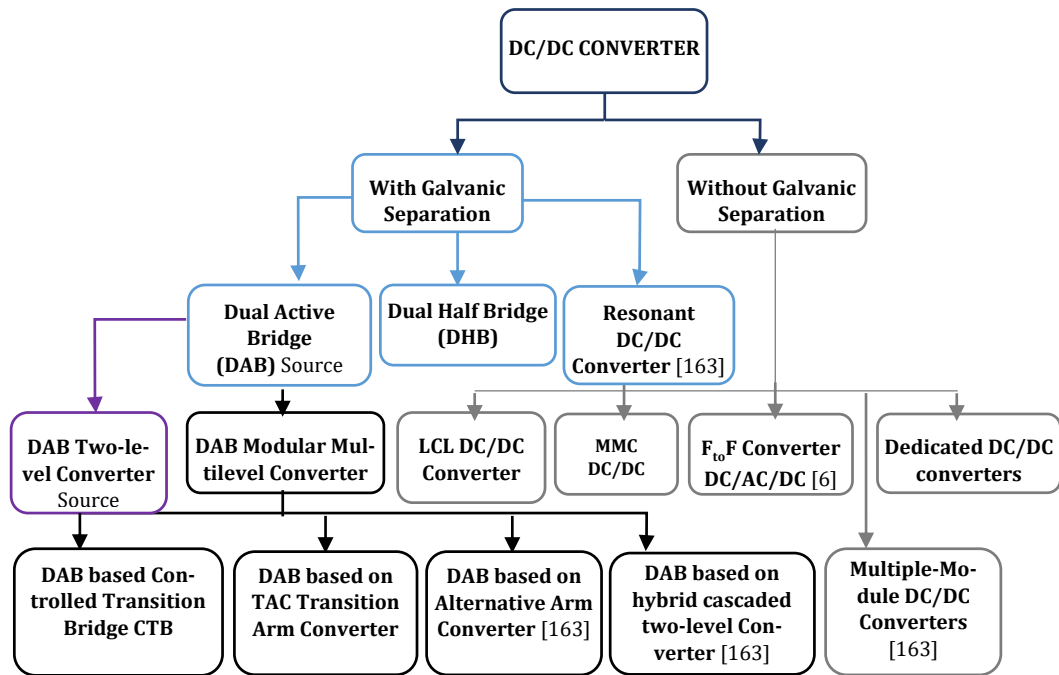 DC/DC CONVERTER
With Galvanic
Separation
Without Galvanic
Separation
Dual Active
Bridge
(DAB) Source
Dual Half Bridge
(DHB)
Resonant
DC/DC
Converter [163]
DAB Two-le-
vel Converter
Source
DAB Modular Mul-
tilevel Converter
LCL DC/DC
Converter
MMC
DC/DC
FtoF Converter
DC/AC/DC [6]
Dedicated DC/DC
converters
DAB based Con-
trolled Transition
Bridge CTB
DAB based on
TAC Transition
Arm Converter
DAB based on
Alternative Arm
Converter [163]
DAB based on
hybrid cascaded
two-level Con-
verter [163]
Multiple-Mo-
dule DC/DC
Converters
[163]